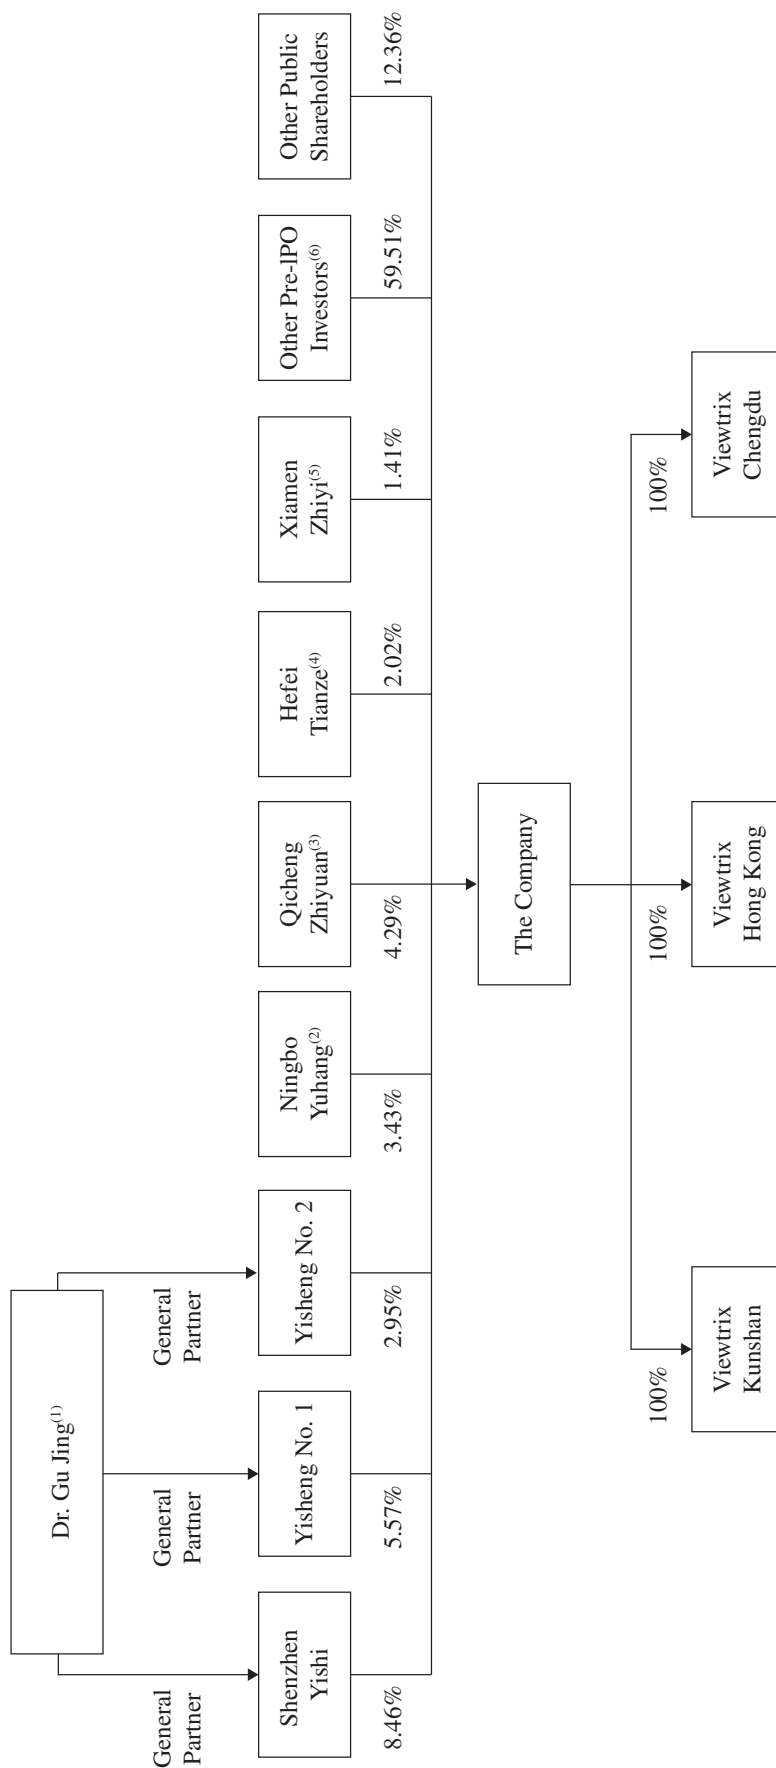 Dr. Gu Jing(1)
General
Partner
General
Partner
General
Partner
Shenzhen
Yishi
Yisheng No. 1
Yisheng No. 2
Ningbo
Yuhang(2)
Qicheng
Zhiyuan(3)
Hefei
Tianze(4)
Xiamen
Zhiyi(5)
Other Pre-IPO
Investors(6)
Other Public
Shareholders
8.46%
5.57%
2.95%
3.43%
4.29%
2.02%
1.41%
59.51%
12.36%
The Company
100%
100%
100%
Viewtrix
Kunshan
Viewtrix
Hong Kong
Viewtrix
Chengdu